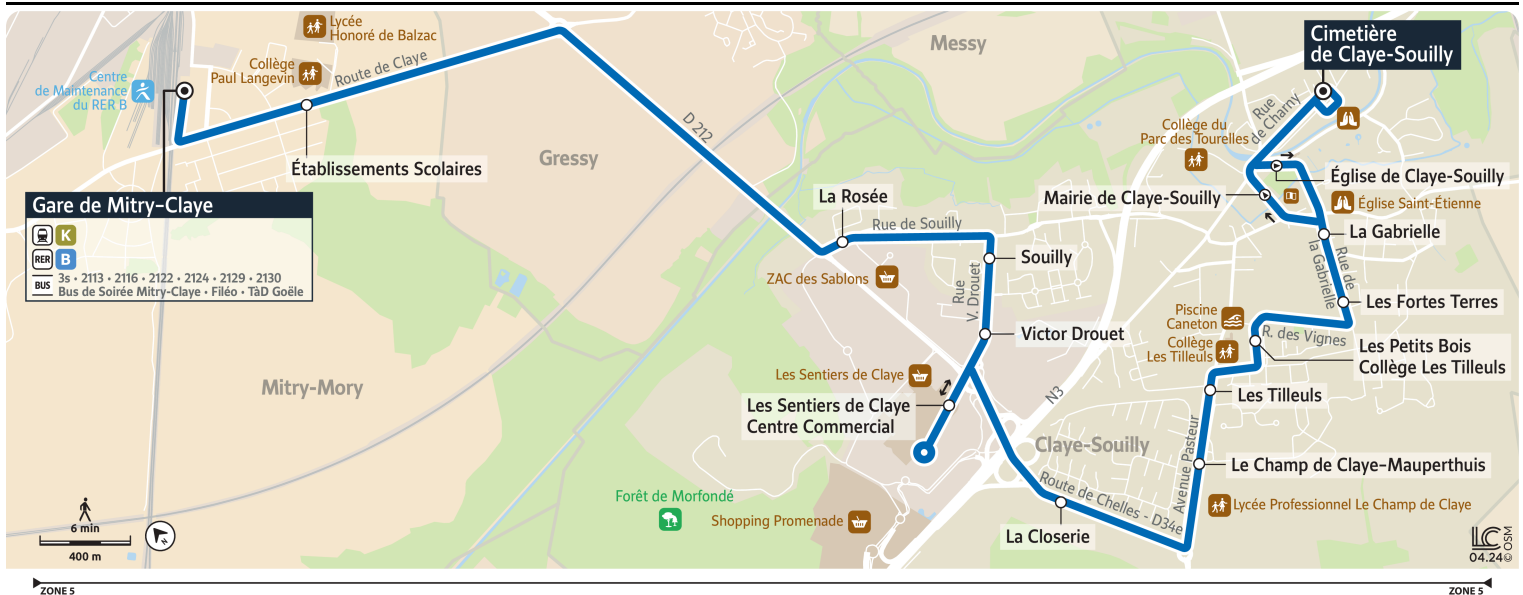 Lycée
Honoré de Balzac
Collège
Paul Langevin
Route de Claye
Centre
de Maintenance
du RER B
Établissements Scolaires
Gare de Mitry-Claye
K
RER
B
BUS
3s • 2113 • 2116 • 2122 • 2124 • 2129 • 2130
Bus de Soirée Mitry-Claye • Filéo • TàD Goële
Gressy
D 212
Messy
Mitry-Mory
La Rosée
Rue de Souilly
ZAC des Sablons
Souilly
Rue
V. Drouet
Victor Drouet
Les Sentiers de Claye
Les Sentiers de Claye
Centre Commercial
N3
Claye-Souilly
Forêt de Morfondé
Shopping Promenade
Route de Chelles - D34e
La Closerie
Cimetière
de Claye-Souilly
Rue
de Charny
Collège du
Parc des Tourelles
Église de Claye-Souilly
Mairie de Claye-Souilly
Église Saint-Étienne
La Gabrielle
Rue de
la Gabrielle
Les Fortes Terres
Piscine
Caneton
R. des Vignes
Collège
Les Tilleuls
Les Petits Bois
Collège Les Tilleuls
Les Tilleuls
Avenue Pasteur
Le Champ de Claye-Mauperthuis
Lycée Professionnel Le Champ de Claye
6 min
400 m
N
LC
04.24 © OSM
ZONE 5
ZONE 5